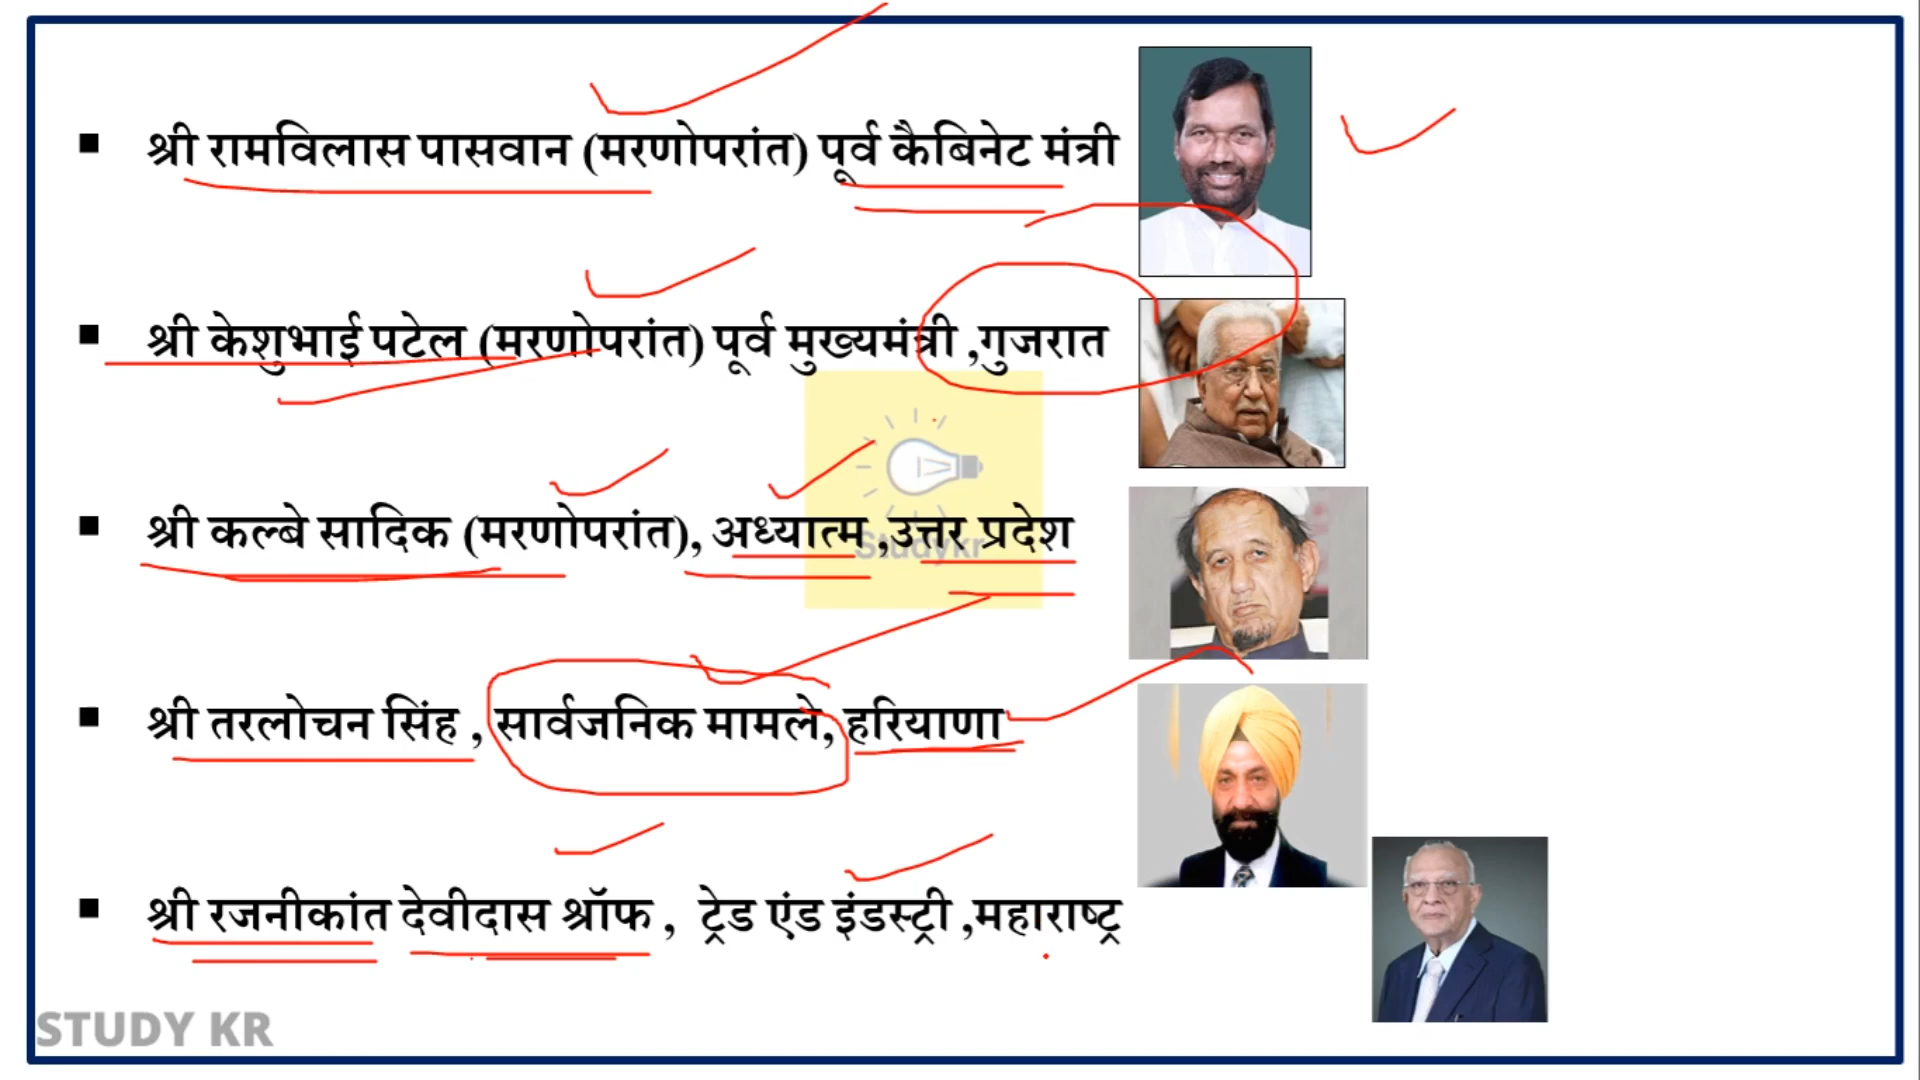 ▪ श्री रामविलास पासवान (मरणोपरांत) पूर्व कैबिनेट मंत्री
▪ श्री केशुभाई पटेल (मरणोपरांत) पूर्व मुख्यमंत्री ,गुजरात
▪ श्री कल्बे सादिक (मरणोपरांत), अध्यात्म ,उत्तर प्रदेश
Studykr
▪ श्री तरलोचन सिंह , सार्वजनिक मामले, हरियाणा
▪ श्री रजनीकांत देवीदास श्रॉफ , ट्रेड एंड इंडस्ट्री ,महाराष्ट्र
STUDY KR